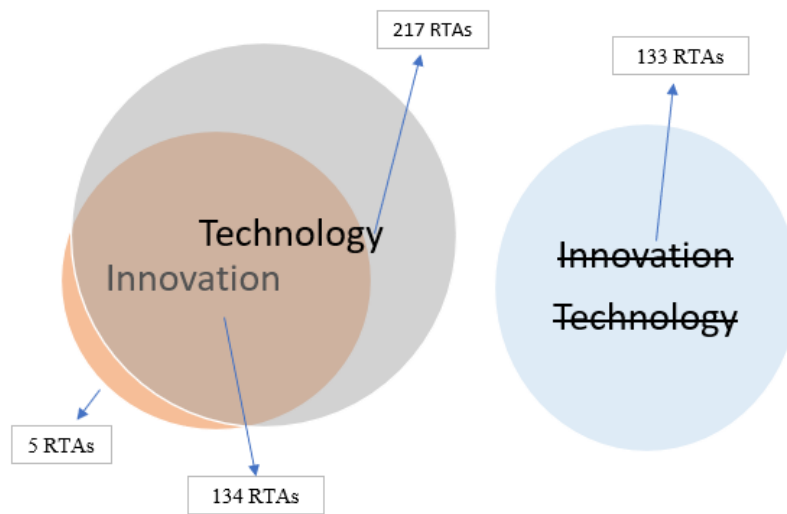 217 RTAs
133 RTAs
Technology
Innovation
Innovation
Technology
5 RTAs
134 RTAs